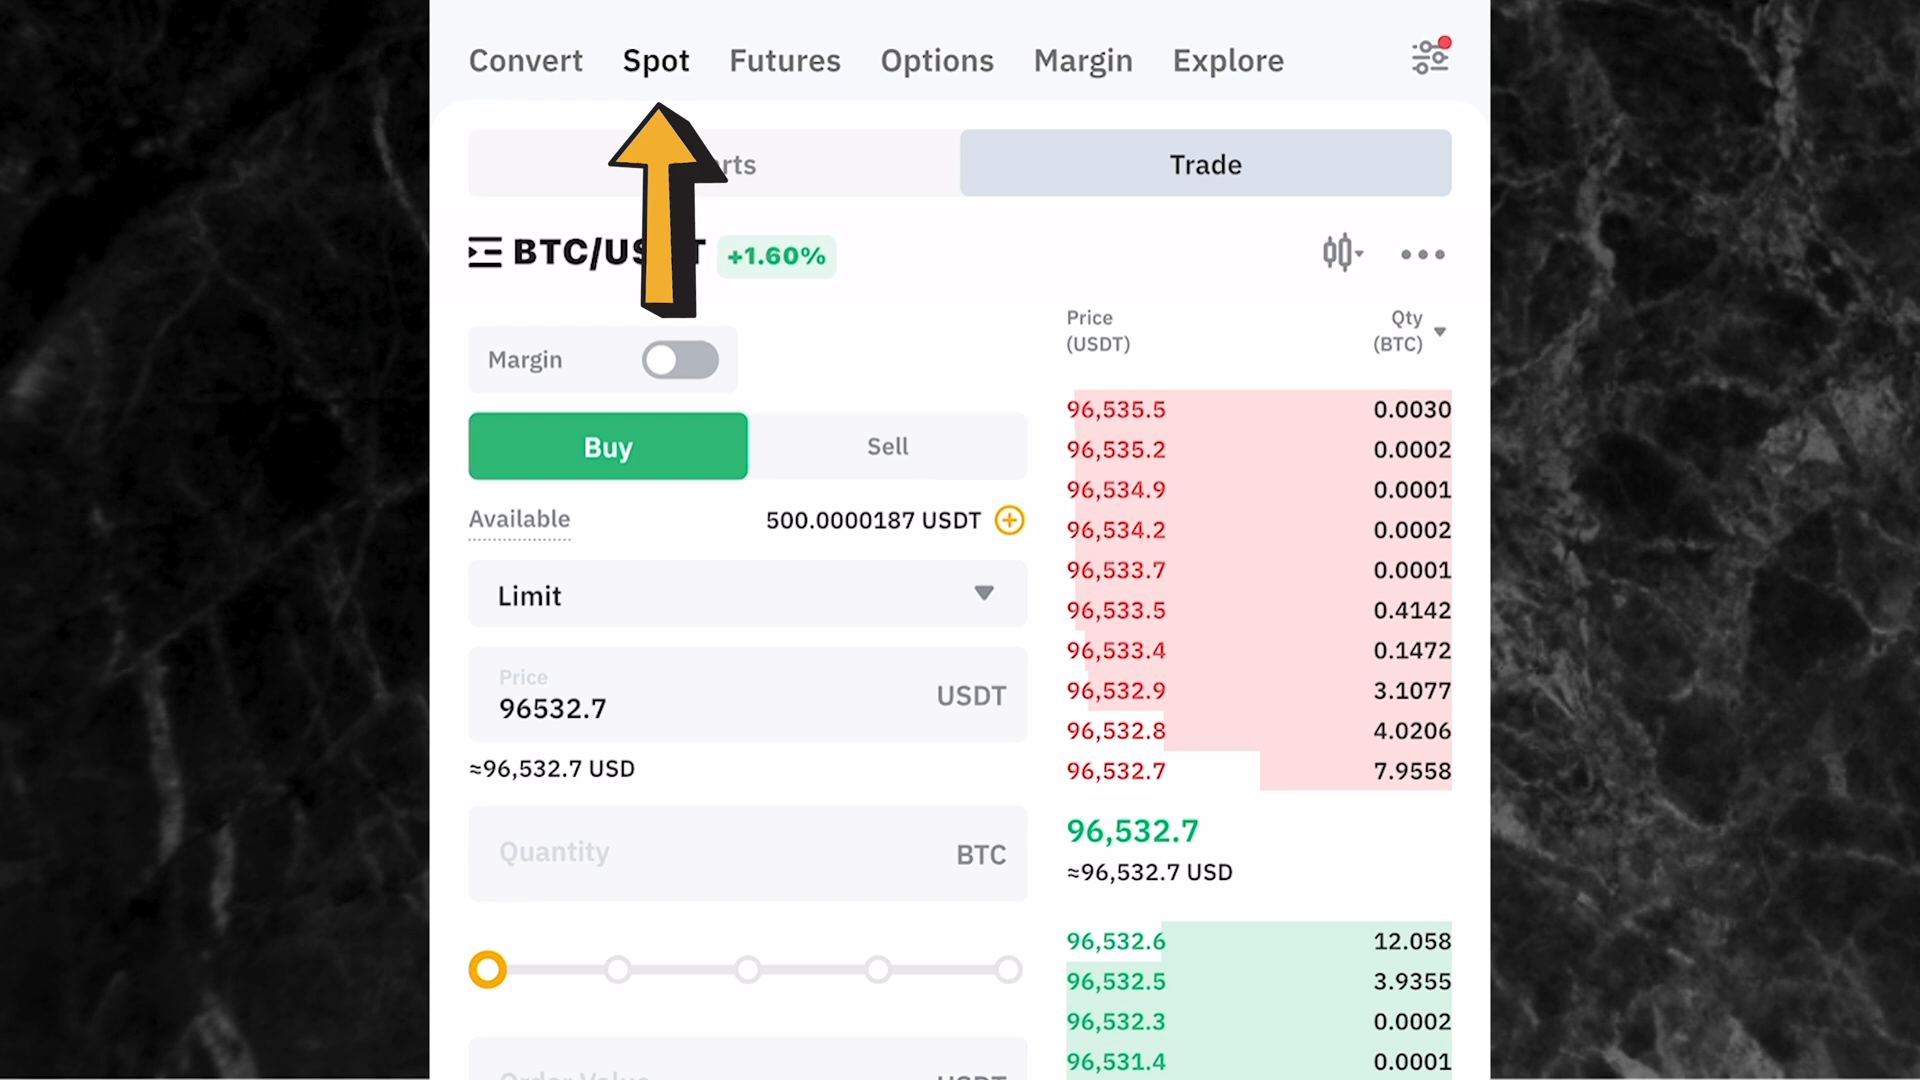 Convert Spot Futures Options Margin Explore
rts Trade
BTC/US T +1.60%
Margin
Buy Sell
Available 500.0000187 USDT
Limit
Price
96532.7 USDT
≈96,532.7 USD
Quantity BTC
Order Value USDT
Price Qty
(USDT) (BTC)
96,535.5 0.0030
96,535.2 0.0002
96,534.9 0.0001
96,534.2 0.0002
96,533.7 0.0001
96,533.5 0.4142
96,533.4 0.1472
96,532.9 3.1077
96,532.8 4.0206
96,532.7 7.9558
96,532.7
≈96,532.7 USD
96,532.6 12.058
96,532.5 3.9355
96,532.3 0.0002
96,531.4 0.0001